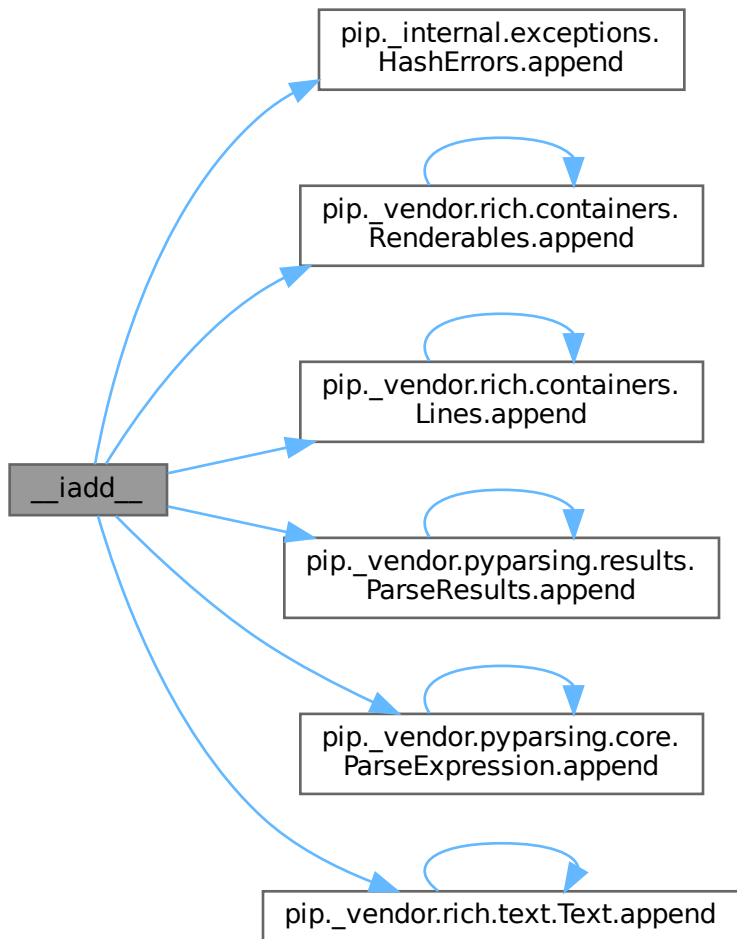 pip._internal.exceptions.
HashErrors.append
pip._vendor.rich.containers.
Renderables.append
pip._vendor.rich.containers.
Lines.append
__iadd__
pip._vendor.pyparsing.results.
ParseResults.append
pip._vendor.pyparsing.core.
ParseExpression.append
pip._vendor.rich.text.Text.append